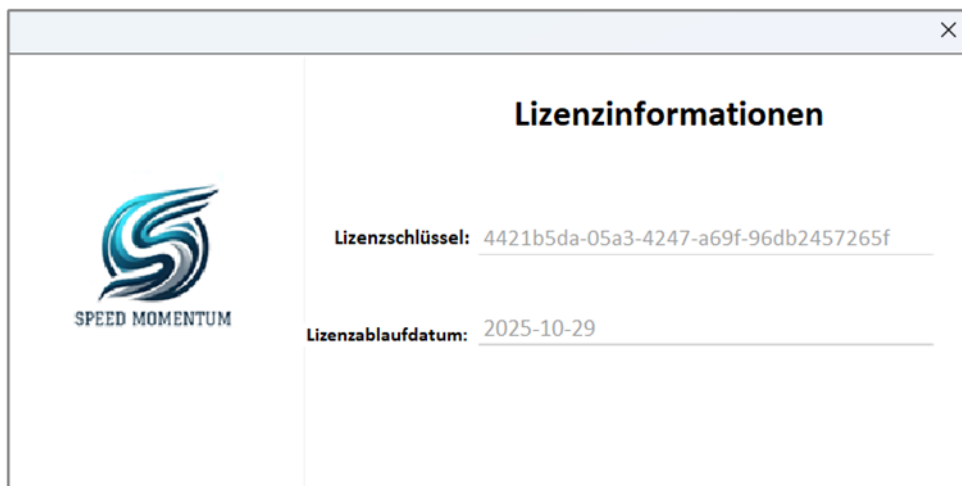 Lizenzinformationen
Lizenzschlüssel: 4421b5da-05a3-4247-a69f-96db2457265f
SPEED MOMENTUM
Lizenzablaufdatum: 2025-10-29